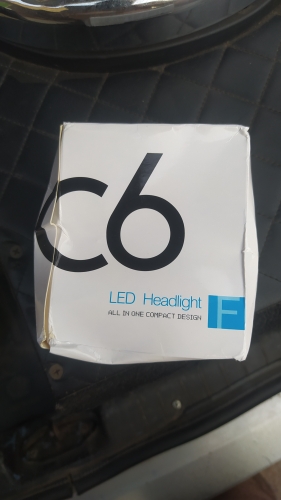 C6
LED Headlight
ALL IN ONE COMPACT DESIGN
F